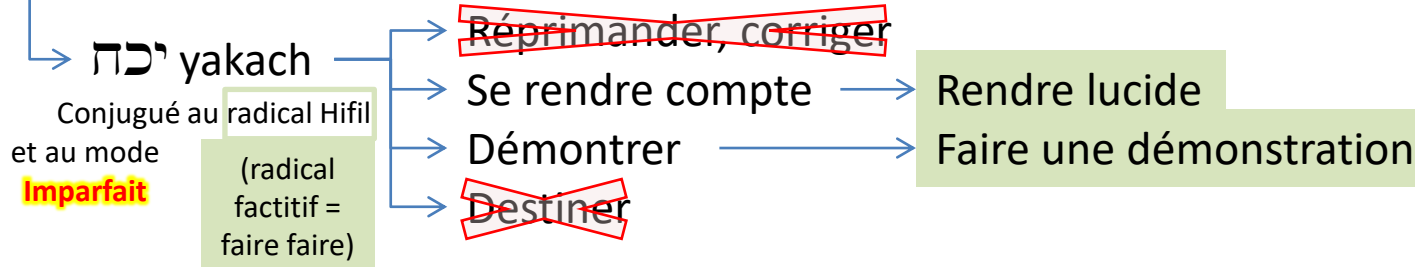 יכח yakach
Conjugué au radical Hifil
et au mode
Imparfait
(radical
factitif =
faire faire)
Réprimander, corriger
Se rendre compte
Rendre lucide
Démontrer
Faire une démonstration
Destiner